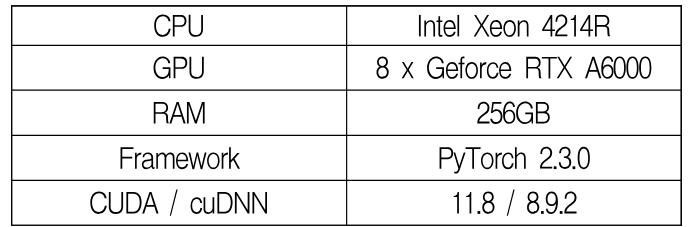 CPU Intel Xeon 4214R
GPU 8 x Geforce RTX A6000
RAM 256GB
Framework PyTorch 2.3.0
CUDA / cuDNN 11.8 / 8.9.2